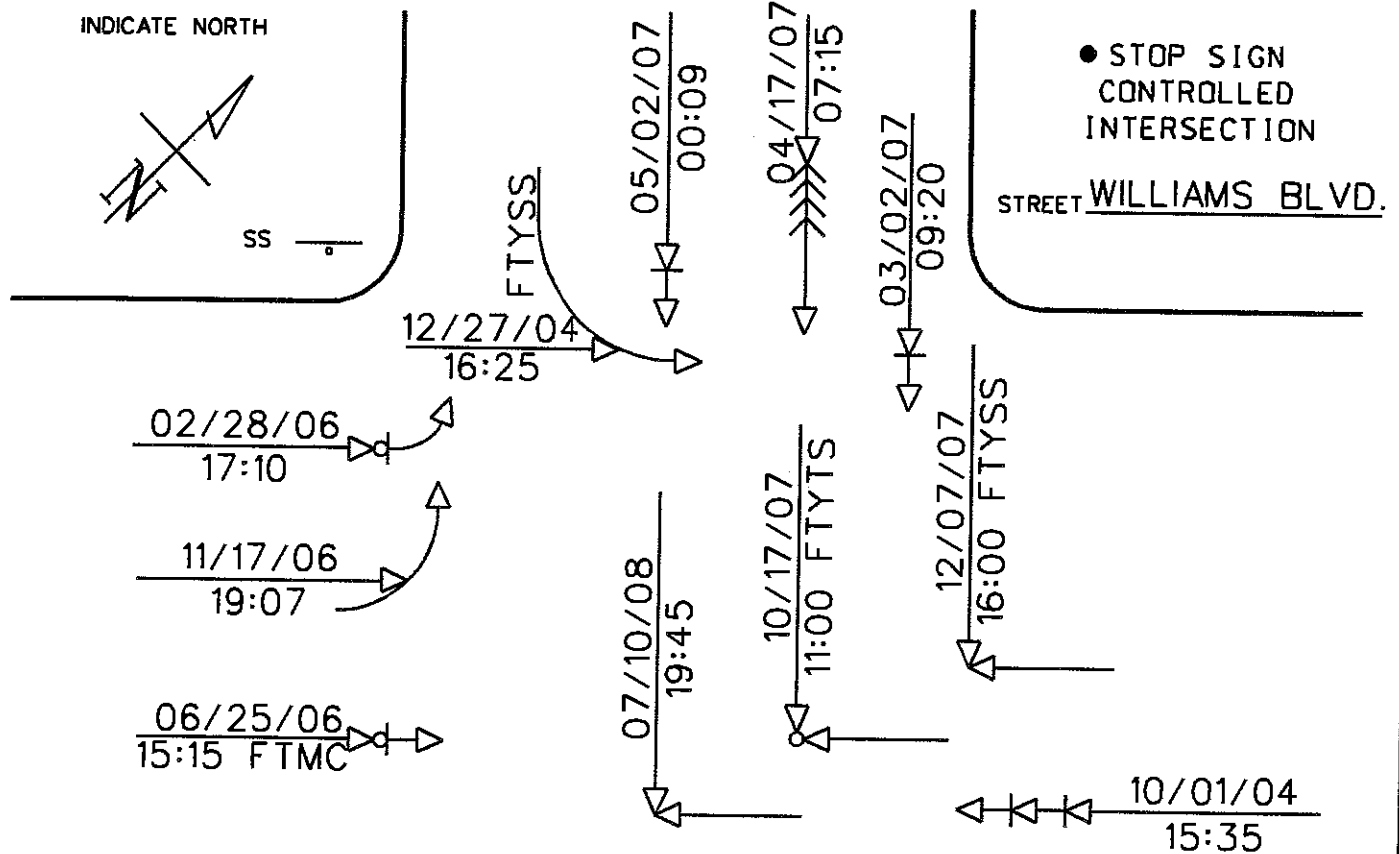 INDICATE NORTH
N
SS
05/02/07
00:09
04/17/07
07:15
03/02/07
09:20
STOP SIGN
CONTROLLED
INTERSECTION
STREET WILLIAMS BLVD.
FTYSS
12/27/04
16:25
02/28/06
17:10
11/17/06
19:07
06/25/06
15:15 FTMC
07/10/08
19:45
10/17/07
11:00 FTYTS
12/07/07
16:00 FTYSS
10/01/04
15:35